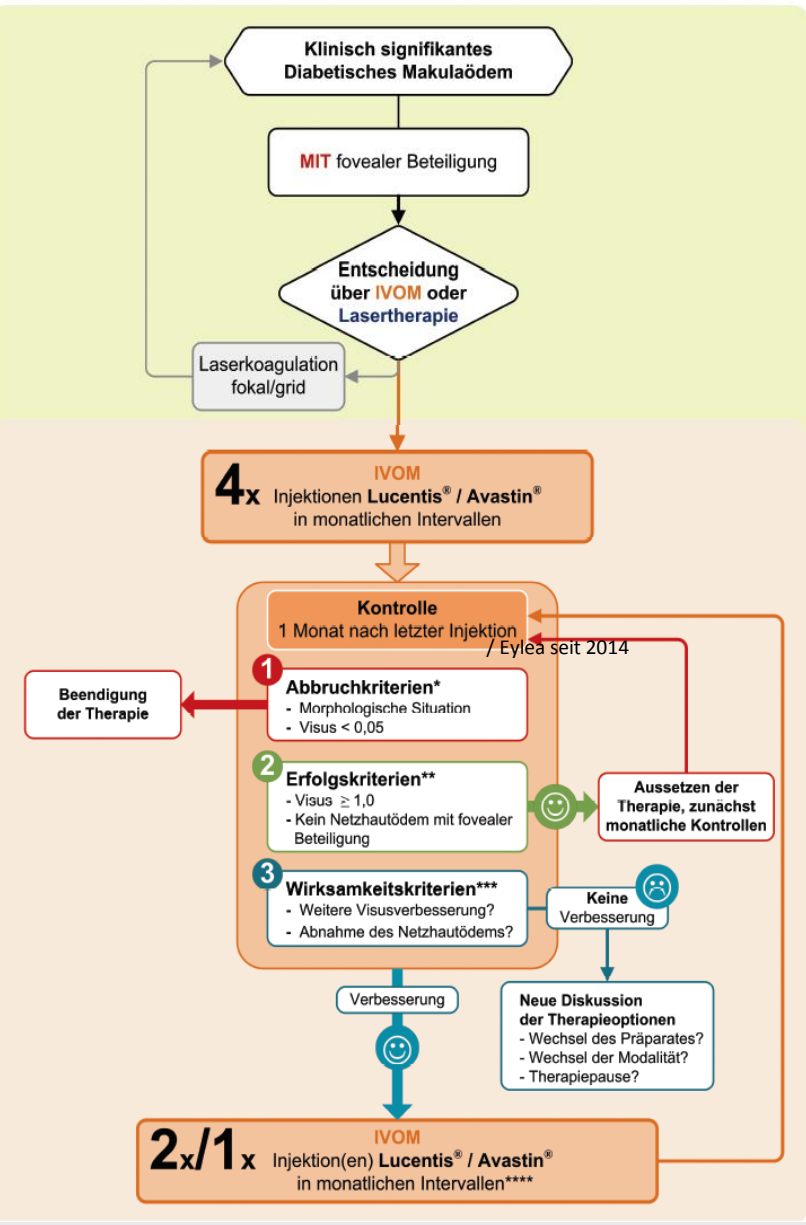 Klinisch signifikantes
Diabetisches Makulaödem
MIT fovealer Beteiligung
Entscheidung
über IVOM oder
Lasertherapie
Laserkoagulation
fokal/grid
IVOM
4x Injektionen Lucentis® / Avastin®
in monatlichen Intervallen
Kontrolle
1 Monat nach letzter Injektion
/ Eylea seit 2014
1
Abbruchkriterien*
- Morphologische Situation
- Visus < 0,05
Beendigung
der Therapie
2
Erfolgskriterien**
- Visus ≥ 1,0
- Kein Netzhautödem mit fovealer
Beteiligung
Aussetzen der
Therapie, zunächst
monatliche Kontrollen
3
Wirksamkeitskriterien***
- Weitere Visusverbesserung?
- Abnahme des Netzhautödems?
Keine
Verbesserung
Verbesserung
Neue Diskussion
der Therapieoptionen
- Wechsel des Präparates?
- Wechsel der Modalität?
- Therapiepause?
IVOM
2x/1x Injektion(en) Lucentis® / Avastin®
in monatlichen Intervallen****